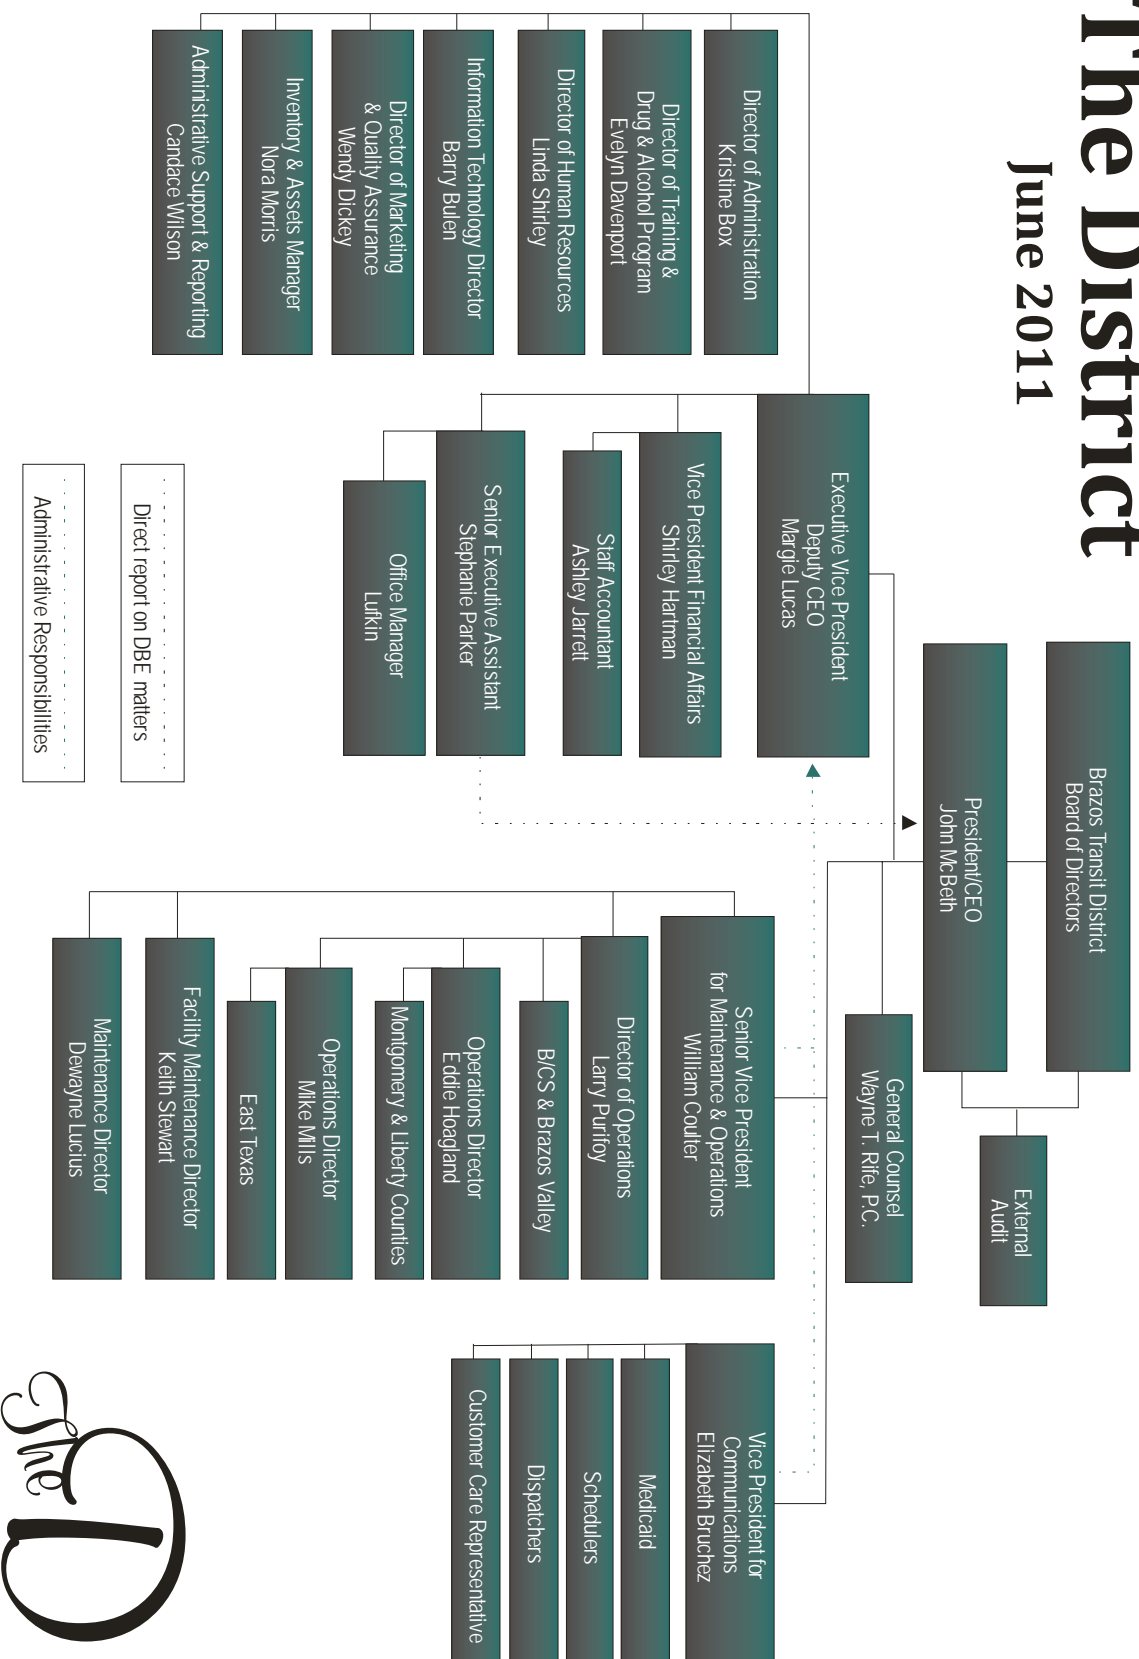 The District
June 2011
Brazos Transit District
Board of Directors
President/CEO
John McBeth
External
Audit
General Counsel
Wayne T. Rife, P.C.
Executive Vice President
Deputy CEO
Margie Lucas
Vice President Financial Affairs
Shirley Hartman
Staff Accountant
Ashley Jarrett
Senior Executive Assistant
Stephanie Parker
Office Manager
Lufkin
Director of Administration
Kristine Box
Director of Training &
Drug & Alcohol Program
Evelyn Davenport
Director of Human Resources
Linda Shirley
Information Technology Director
Barry Bulen
Director of Marketing
& Quality Assurance
Wendy Dickey
Inventory & Assets Manager
Nora Morris
Administrative Support & Reporting
Candace Wilson
Senior Vice President
for Maintenance & Operations
William Coulter
Director of Operations
Larry Purifoy
B/CS & Brazos Valley
Operations Director
Eddie Hoagland
Montgomery & Liberty Counties
Operations Director
Mike Mills
East Texas
Facility Maintenance Director
Keith Stewart
Maintenance Director
Dewayne Lucius
Vice President for
Communications
Elizabeth Bruchez
Medicaid
Schedulers
Dispatchers
Customer Care Representative
Direct report on DBE matters
Administrative Responsibilities
The D